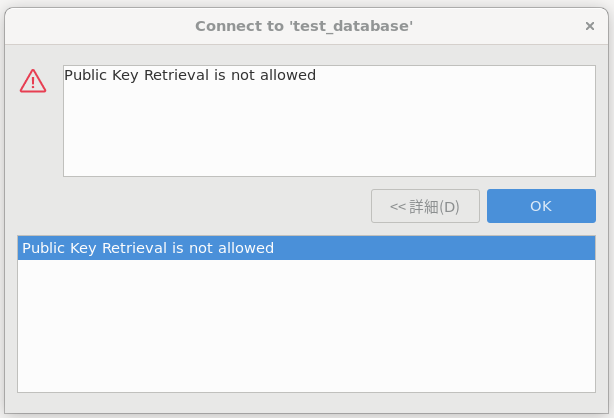 Connect to 'test_database'
×
Public Key Retrieval is not allowed
<< 詳細(D)
OK
Public Key Retrieval is not allowed